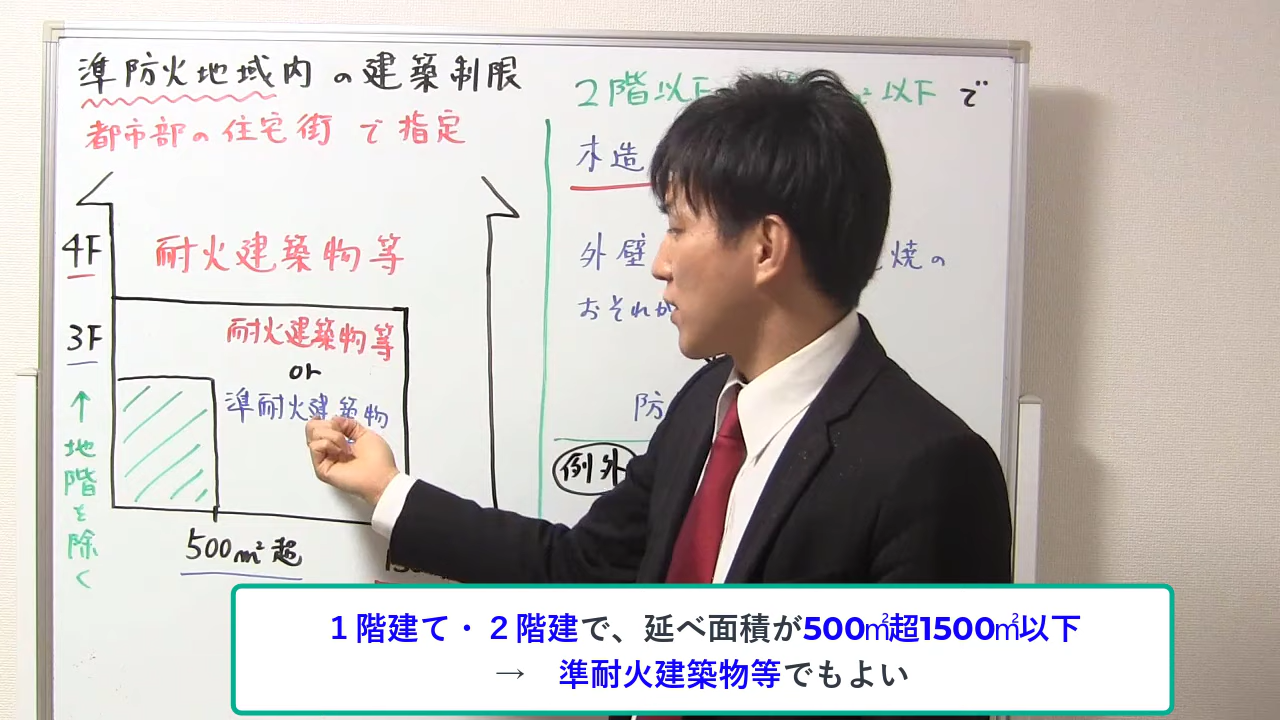 準防火地域内の建築制限
都市部の住宅街で指定
4F
耐火建築物等
3F
耐火建築物等
or
準耐火建築物
↑地階を除く
500m²超
2階以下
m²以下で
木造
外壁
焼の
おそれが
防
例外
１階建て・２階建で、延べ面積が500㎡超1500㎡以下
→　準耐火建築物等でもよい